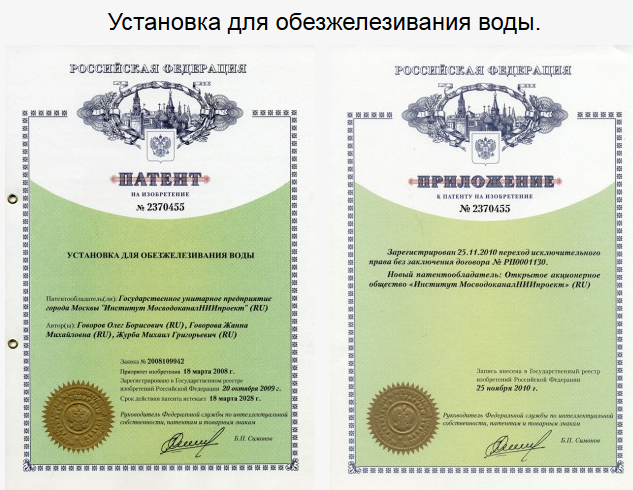 Установка для обезжелезивания воды.
РОССИЙСКАЯ ФЕДЕРАЦИЯ
ПАТЕНТ
НА ИЗОБРЕТЕНИЕ
№ 2370455
УСТАНОВКА ДЛЯ ОБЕЗЖЕЛЕЗИВАНИЯ ВОДЫ
Патентообладатель(ли): Государственное унитарное предприятие
города Москвы "Институт МосводоканалНИИпроект" (RU)
Автор(ы): Говоров Олег Борисович (RU), Говорова Жанна
Михайловна (RU), Журба Михаил Григорьевич (RU)
Заявка № 2008109942
Приоритет изобретения 18 марта 2008 г.
Зарегистрировано в Государственном реестре
изобретений Российской Федерации 20 октября 2009 г.
Срок действия патента истекает 18 марта 2028 г.
Руководитель Федеральной службы по интеллектуальной
собственности, патентам и товарным знакам
Б.П. Симонов
РОССИЙСКАЯ ФЕДЕРАЦИЯ
ПРИЛОЖЕНИЕ
К ПАТЕНТУ НА ИЗОБРЕТЕНИЕ
№ 2370455
Зарегистрирован 25.11.2010 переход исключительного
права без заключения договора № РП0001130.
Новый патентообладатель: Открытое акционерное
общество «Институт МосводоканалНИИпроект» (RU)
Запись внесена в Государственный реестр
изобретений Российской Федерации
25 ноября 2010 г.
Руководитель Федеральной службы по интеллектуальной
собственности, патентам и товарным знакам
Б.П. Симонов